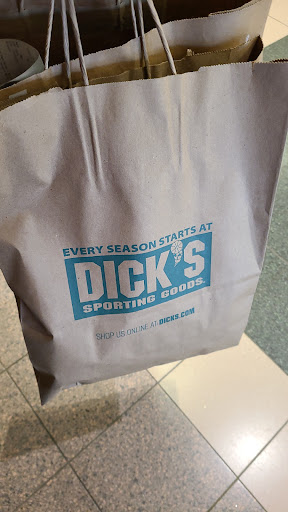 EVERY SEASON STARTS AT
DICK'S
SPORTING GOODS®
SHOP US ONLINE AT DICKS.COM